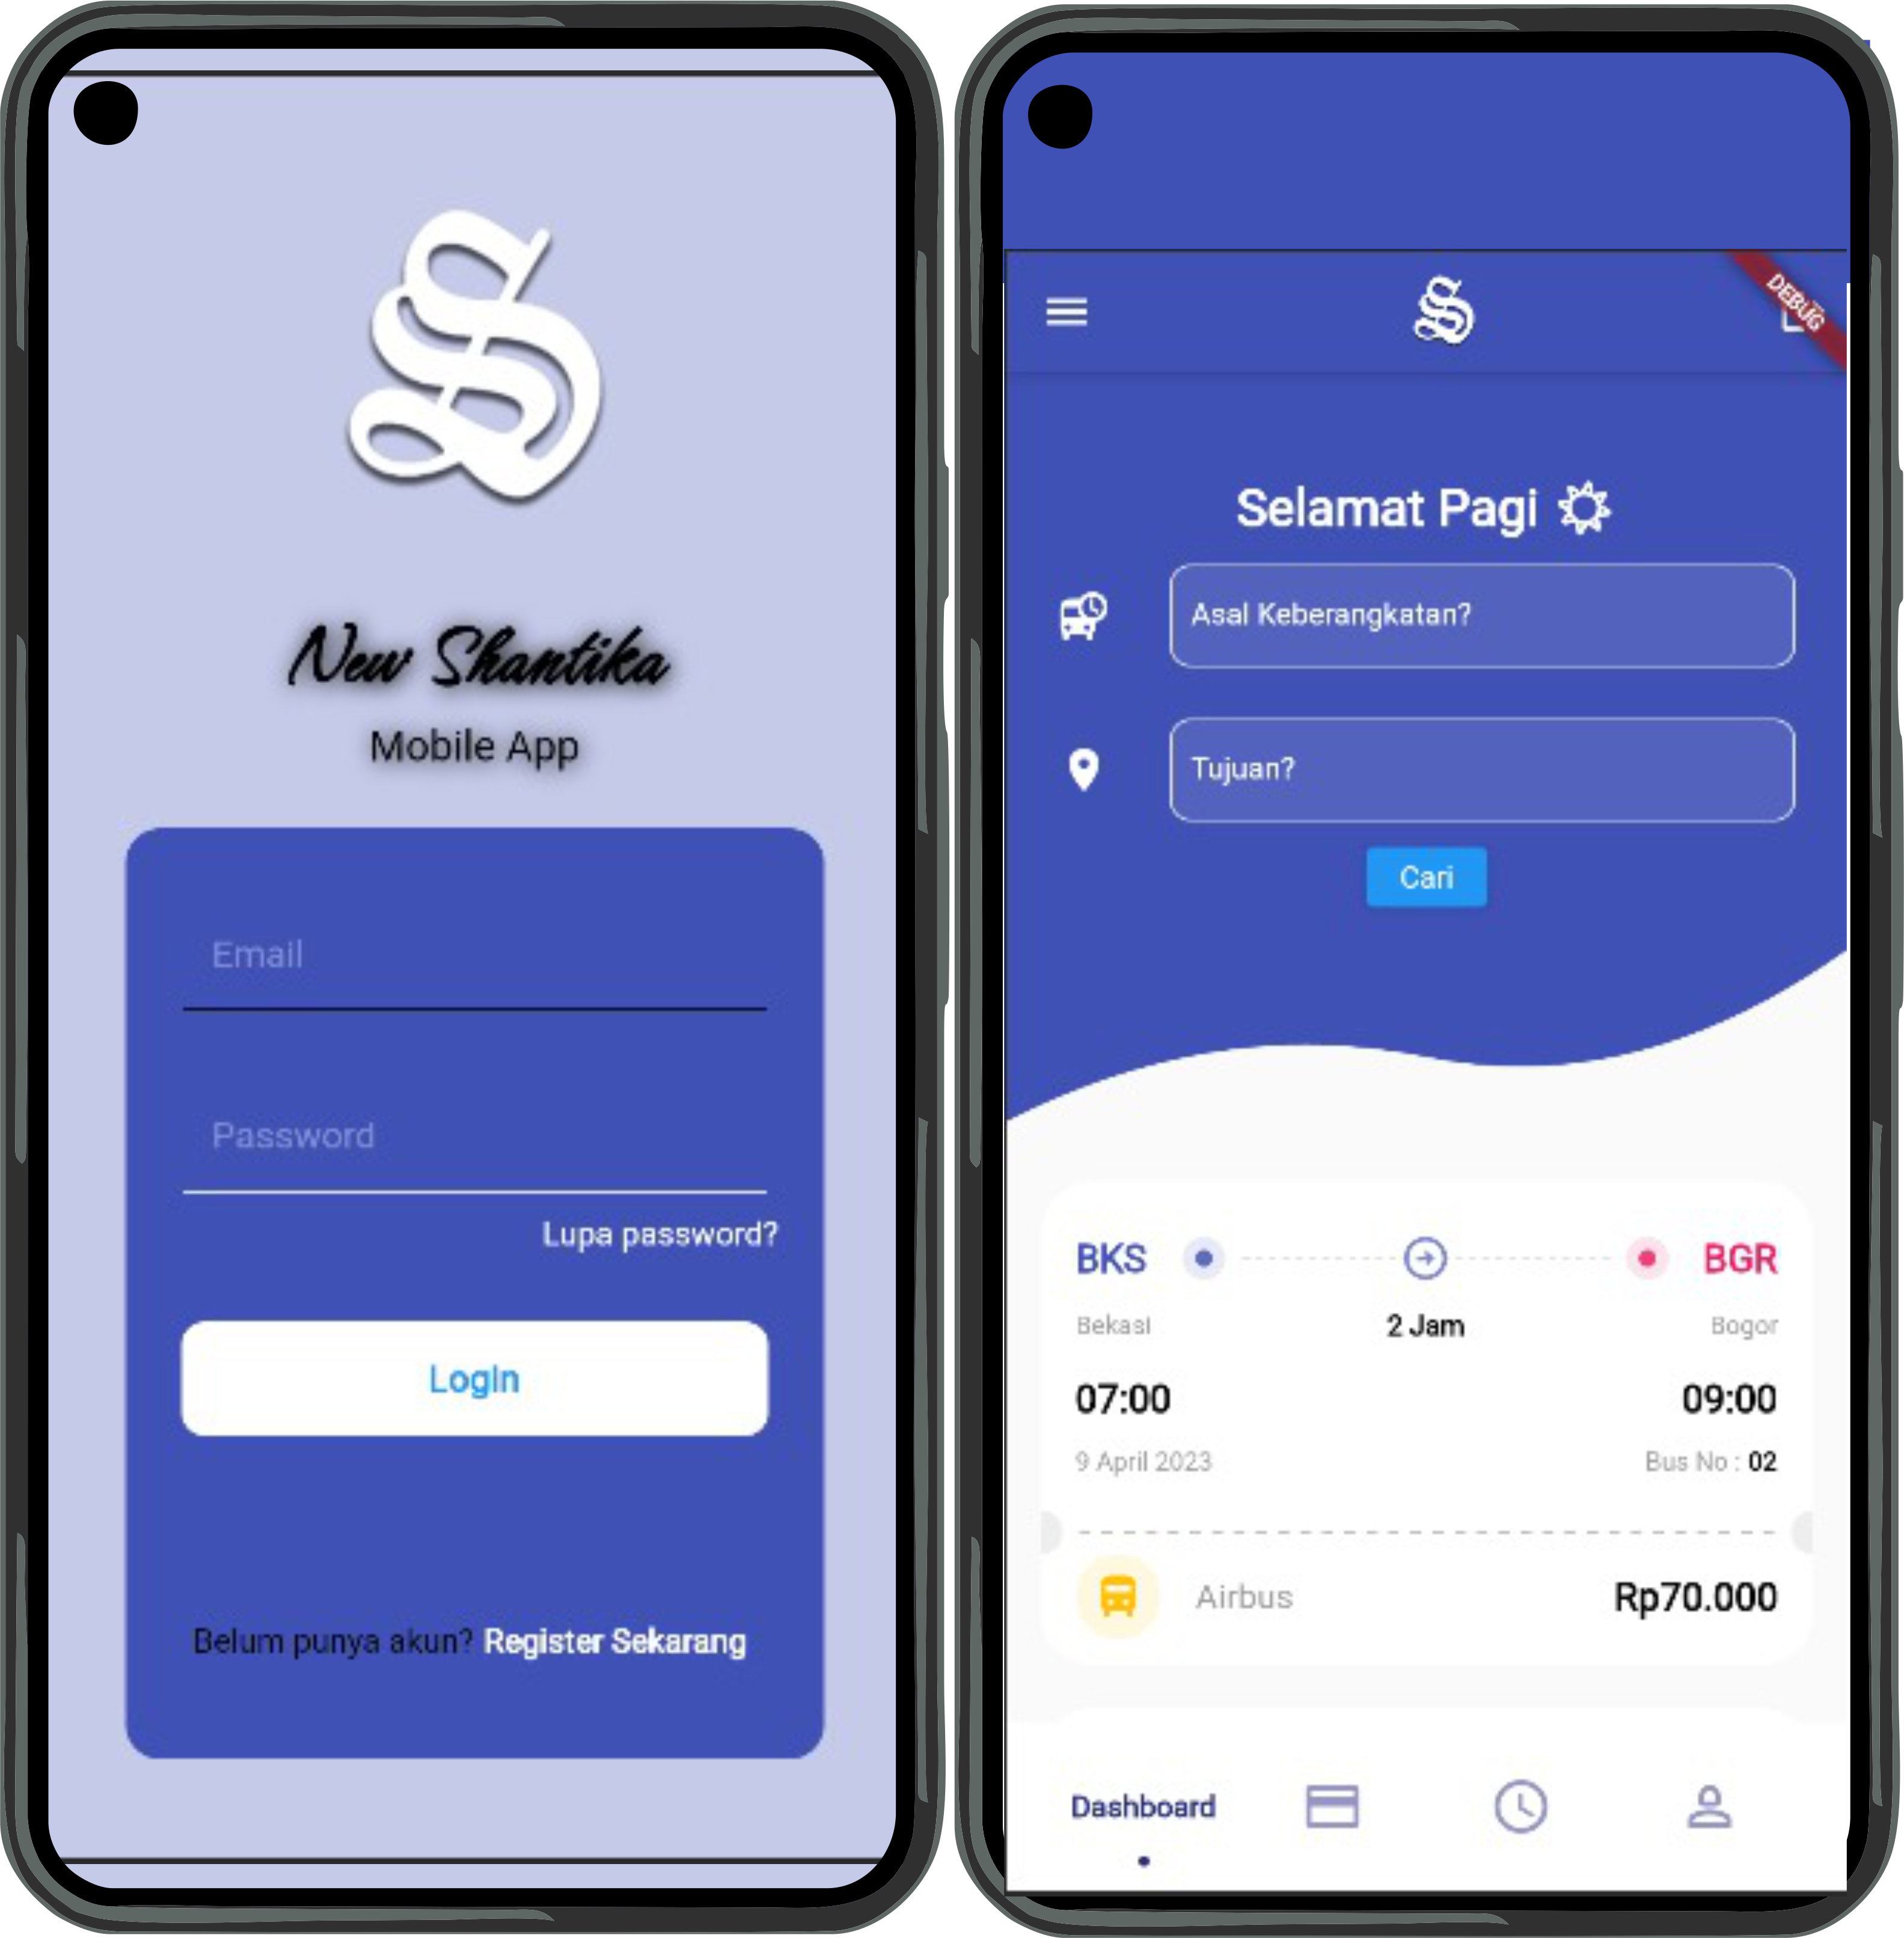 S
New Shantika
Mobile App
Email
Password
Lupa password?
LogIn
Belum punya akun? Register Sekarang
S
DEBUG
Selamat Pagi
Asal Keberangkatan?
Tujuan?
Cari
BKS BGR
Bekasi 2 Jam Bogor
07:00 09:00
9 April 2023 Bus No : 02
Airbus Rp70.000
Dashboard